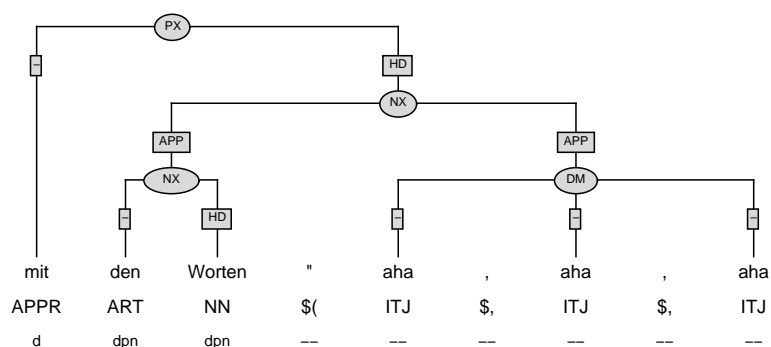 PX
– HD
NX
APP APP
NX DM
– HD – – –
mit den Worten " aha , aha , aha
APPR ART NN $( ITJ $, ITJ $, ITJ
d dpn dpn –– –– –– –– –– ––